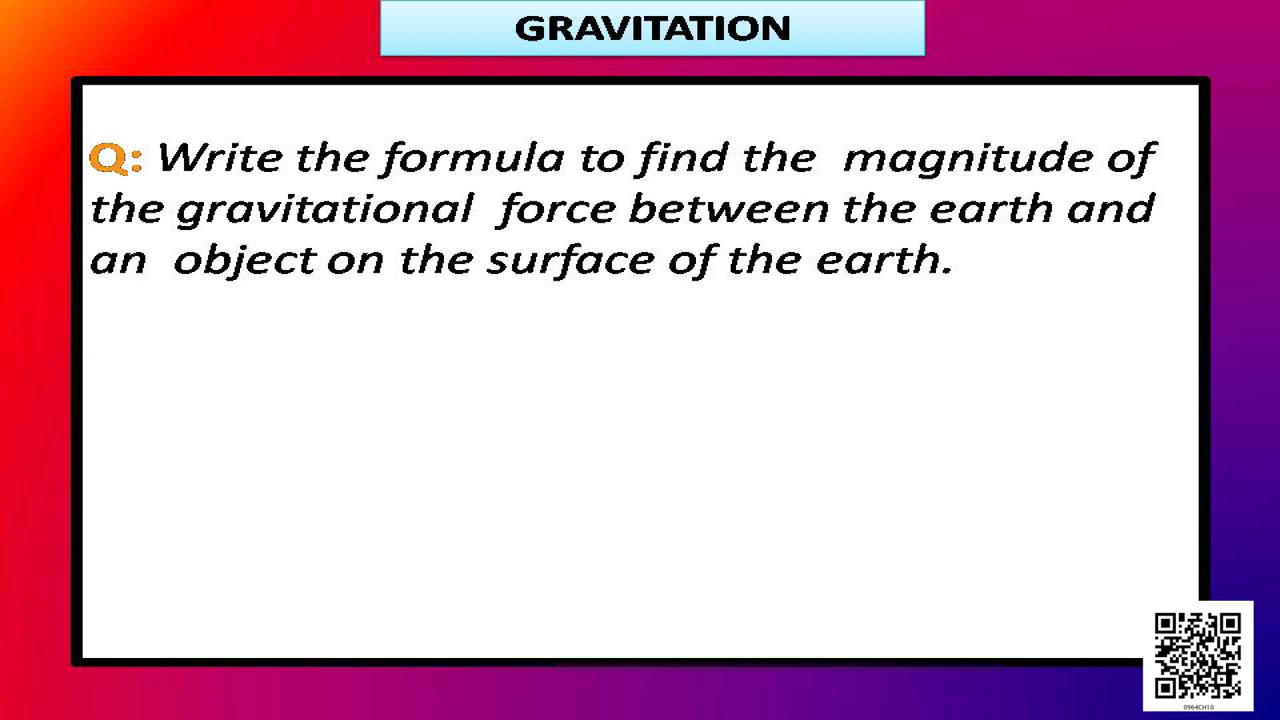 GRAVITATION
Q: Write the formula to find the magnitude of
the gravitational force between the earth and
an object on the surface of the earth.
0964CH10